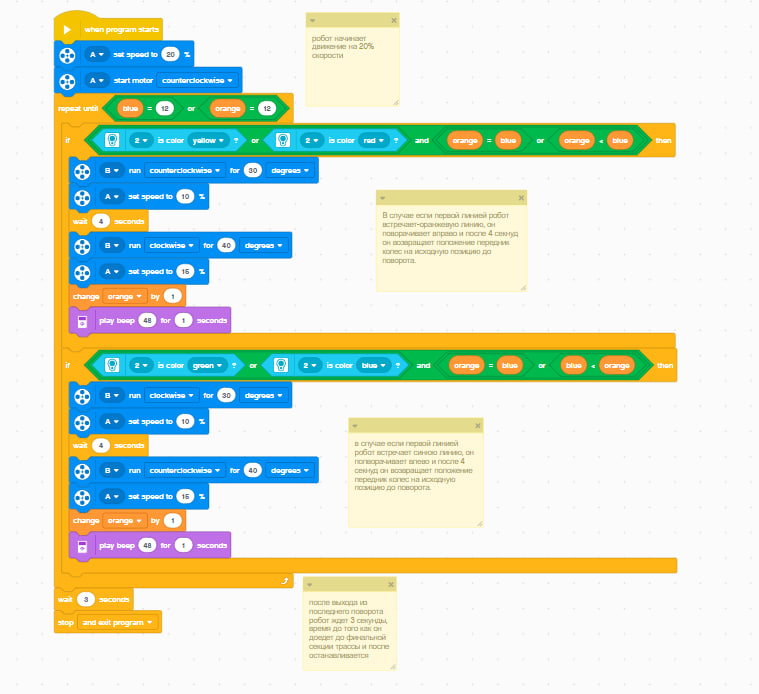 when program starts
A set speed to 20 %
A start motor counterclockwise
repeat until blue = 12 or orange = 12
if 2 is color yellow ? or 2 is color red ? and orange = blue or orange < blue then
B run counterclockwise for 30 degrees
A set speed to 10 %
wait 4 seconds
B run clockwise for 40 degrees
A set speed to 15 %
change orange by 1
play beep 48 for 1 seconds
if 2 is color green ? or 2 is color blue ? and orange = blue or blue < orange then
B run clockwise for 30 degrees
A set speed to 10 %
wait 4 seconds
B run counterclockwise for 40 degrees
A set speed to 15 %
change orange by 1
play beep 48 for 1 seconds
wait 3 seconds
stop and exit program
робот начинает
движение на 20%
скорости
В случае если первой линией робот
встречает-оранжевую линию, он
поворачивает вправо и после 4 секунд
он возвращает положение передник
колес на исходную позицию до
поворота.
в случае если первой линией
робот встречает синюю линию, он
поповрачивает влево и после 4
секунд он возвращает положение
передник колес на исходную
позицию до поворота.
после выхода из
последнего поворота
робот ждет 3 секунды,
время до того как он
доедет до финальной
секции трассы и после
останавливается